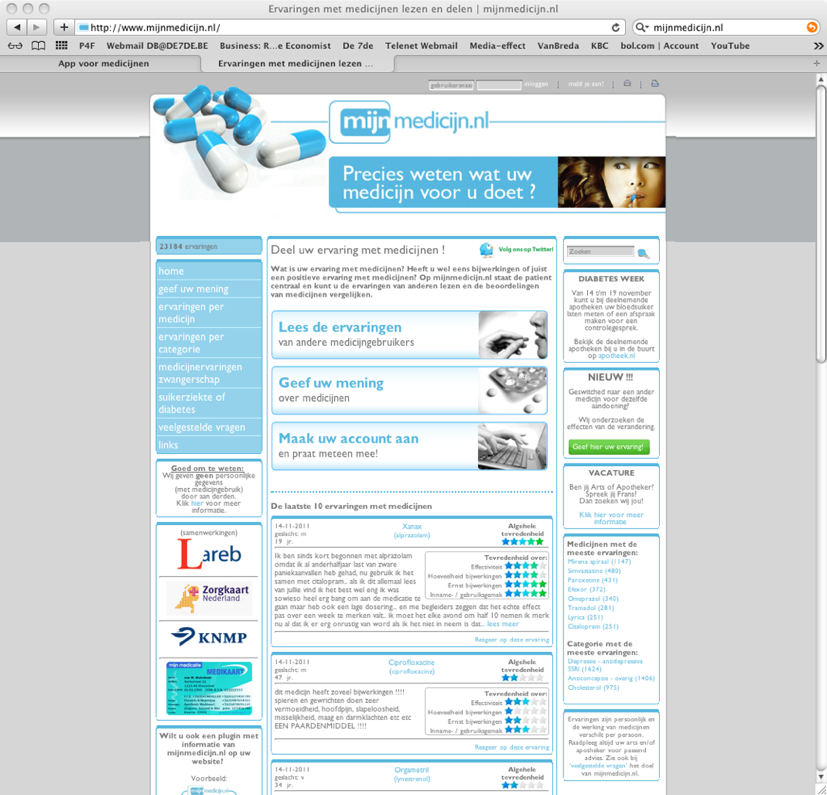 Ervaringen met medicijnen lezen en delen | mijnmedicijn.nl
http://www.mijnmedicijn.nl/
mijnmedicijn.nl
P4F Webmail DB@DE7DE.BE Business: R...e Economist De 7de Telenet Webmail Media-effect VanBreda KBC bol.com | Account YouTube
App voor medicijnen
Ervaringen met medicijnen lezen ...
gebruikersnaam inloggen | meld je aan! | |
mijnmedicijn.nl
Precies weten wat uw
medicijn voor u doet ?
23184 ervaringen
home
geef uw mening
ervaringen per
medicijn
ervaringen per
categorie
medicijnervaringen
zwangerschap
suikerziekte of
diabetes
veelgestelde vragen
links
Goed om te weten:
Wij geven geen persoonlijke
gegevens
(met medicijngebruik)
door aan derden.
Klik hier voor meer
informatie.
(samenwerkingen)
Lareb
Zorgkaart
Nederland
KNMP
mijn medicatie MEDIKAART
Wilt u ook een plugin met
informatie van
mijnmedicijn.nl op uw
website?
Voorbeeld:
mijnmedicijn.nl
Deel uw ervaring met medicijnen !
Volg ons op Twitter!
Wat is uw ervaring met medicijnen? Heeft u wel eens bijwerkingen of juist
een positieve ervaring met medicijnen? Op mijnmedicijn.nl staat de patient
centraal en kunt u de ervaringen van anderen lezen en de beoordelingen
van medicijnen vergelijken.
Lees de ervaringen
van andere medicijngebruikers
Geef uw mening
over medicijnen
Maak uw account aan
en praat meteen mee!
De laatste 10 ervaringen met medicijnen
14-11-2011
geslacht: m
19 jr.
Xanax
(alprazolam)
Algehele
tevredenheid
Ik ben sinds kort begonnen met alprazolam
omdat ik al anderhalfjaar last van zware
paniekaanvallen heb gehad, nu gebruik ik het
samen met citalopram.. als ik dit allemaal lees
van jullie vind ik het best wel eng ik was
sowieso heel erg bang om aan de medicatie te
gaan maar heb ook een lage dosering... en me begeleiders zeggen dat het echte effect
pas over een week te merken valt.. ik moet het elke avond om half 10 nemen ik merk
nu al dat ik er erg onrustig van word als ik het niet in neem is dat... lees meer
Tevredenheid over:
Effectiviteit
Hoeveelheid bijwerkingen
Ernst bijwerkingen
Inname- / gebruiksgemak
Reageer op deze ervaring
14-11-2011
geslacht: m
47 jr.
Ciprofloxacine
(ciprofloxacine)
Algehele
tevredenheid
dit medicijn heeft zoveel bijwerkingen !!!!
spieren en gewrichten doen zeer
vermoeidheid, hoofdpijn, slapeloosheid,
misselijkheid, maag en darmklachten etc etc
EEN PAARDENMIDDEL !!!!
Tevredenheid over:
Effectiviteit
Hoeveelheid bijwerkingen
Ernst bijwerkingen
Inname- / gebruiksgemak
Reageer op deze ervaring
14-11-2011
geslacht: v
34 jr.
Orgametril
(lynestrenol)
Algehele
tevredenheid
Zoeken
DIABETES WEEK
Van 14 t/m 19 november
kunt u bij deelnemende
apotheken uw bloedsuiker
laten meten of een afspraak
maken voor een
controlegesprek.
Bekijk de deelnemende
apotheken bij u in de buurt
op apotheek.nl
NIEUW !!!
Geswitched naar een ander
medicijn voor dezelfde
aandoening?
Wij onderzoeken de
effecten van de verandering.
Geef hier uw ervaring!
VACATURE
Ben jij Arts of Apotheker?
Spreek jij Frans?
Dan zoeken wij jou!
Klik hier voor meer
informatie
Medicijnen met de
meeste ervaringen:
Mirena spiraal (1147)
Simvastatine (480)
Paroxetine (431)
Efexor (372)
Omeprazol (340)
Tramadol (281)
Lyrica (251)
Citalopram (251)
Categorie met de
meeste ervaringen:
Depressie - antidepressiva
SSRI (1624)
Anticonceptie - overig (1406)
Cholesterol (975)
Ervaringen zijn persoonlijk en
de werking van medicijnen
verschilt per persoon.
Raadpleeg altijd uw arts en/of
apotheker voor passend
advies. Zie ook bij
'veelgestelde vragen' het doel
van mijnmedicijn.nl.